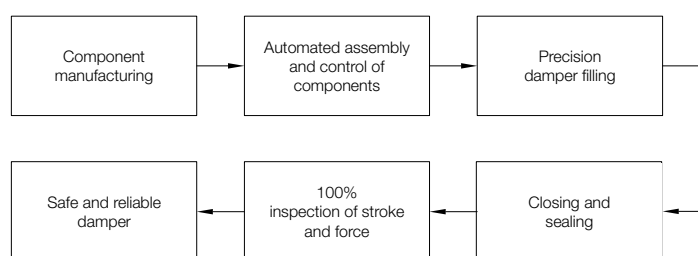 Component
manufacturing
Automated assembly
and control of
components
Precision
damper filling
Safe and reliable
damper
100%
inspection of stroke
and force
Closing and
sealing